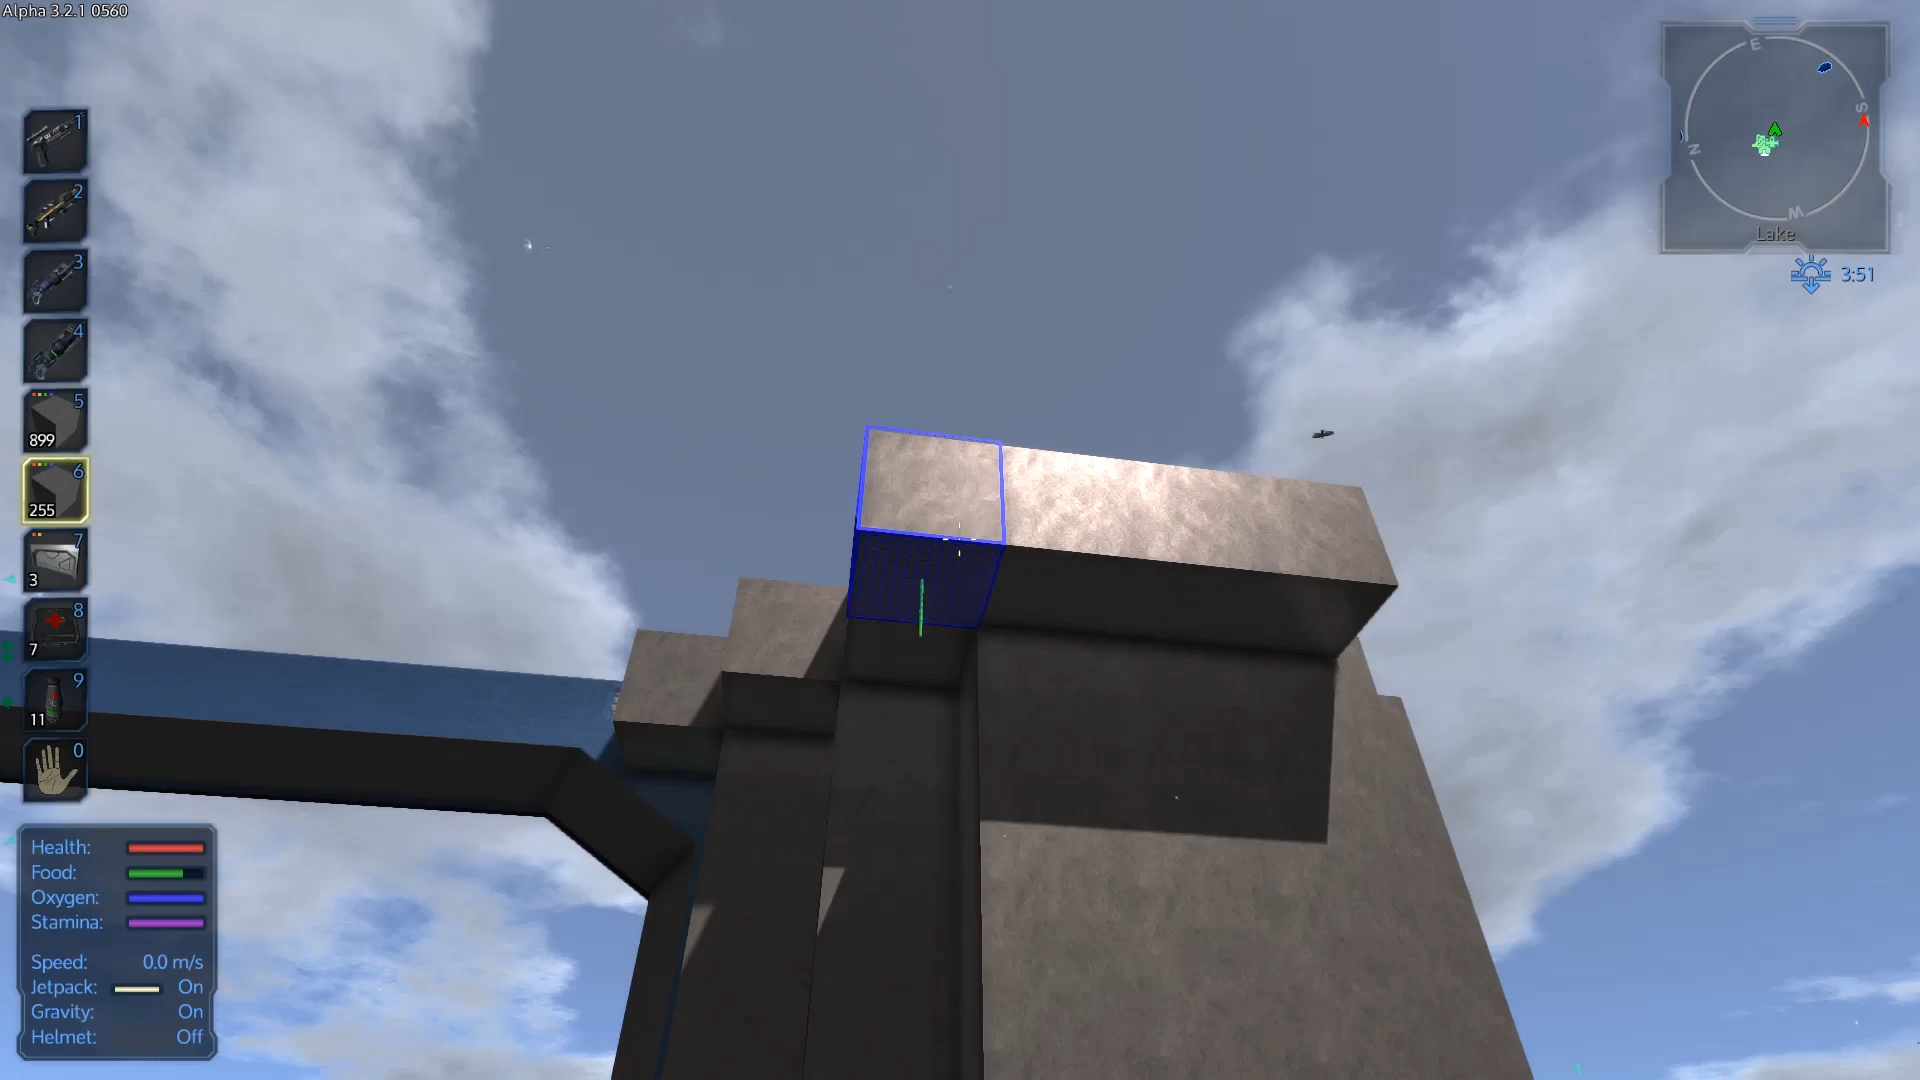 Alpha 3.2.1 0560
E
S
N
W
Lake
3:51
1
2
3
4
5
899
6
255
7
3
8
7
9
11
0
Health:
Food:
Oxygen:
Stamina:
Speed: 0.0 m/s
Jetpack: On
Gravity: On
Helmet: Off